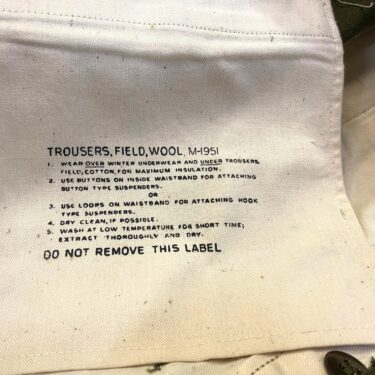 TROUSERS, FIELD, WOOL, M-1951
1. WEAR OVER WINTER UNDERWEAR AND UNDER TROUSERS,
FIELD, COTTON, FOR MAXIMUM INSULATION.
2. USE BUTTONS ON INSIDE WAISTBAND FOR ATTACHING
BUTTON TYPE SUSPENDERS.
OR
3. USE LOOPS ON WAISTBAND FOR ATTACHING HOOK
TYPE SUSPENDERS.
4. DRY CLEAN, IF POSSIBLE.
5. WASH AT LOW TEMPERATURE FOR SHORT TIME;
EXTRACT THOROUGHLY AND DRY.
DO NOT REMOVE THIS LABEL